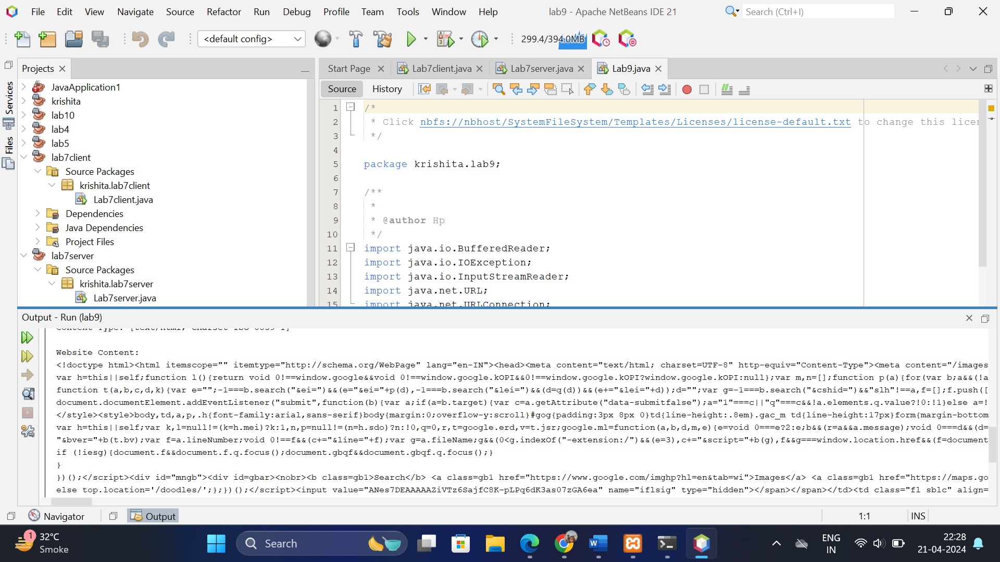 File Edit View Navigate Source Refactor Run Debug Profile Team Tools Window Help
lab9 - Apache NetBeans IDE 21
Search (Ctrl+I)
<default config>
299.4/394.0MB
Services
Files
Projects
JavaApplication1
krishita
lab10
lab4
lab5
lab7client
Source Packages
krishita.lab7client
Lab7client.java
Dependencies
Java Dependencies
Project Files
lab7server
Source Packages
krishita.lab7server
Lab7server.java
Start Page Lab7client.java Lab7server.java Lab9.java
Source History
1 /*
2 * Click nbfs://nbhost/SystemFileSystem/Templates/Licenses/license-default.txt to change this licen
3 */
4
5 package krishita.lab9;
6
7 /**
8 *
9 * @author Hp
10 */
11 import java.io.BufferedReader;
12 import java.io.IOException;
13 import java.io.InputStreamReader;
14 import java.net.URL;
15 import java.net.URLConnection;
Output - Run (lab9)
Website Content:
<!doctype html><html itemscope="" itemtype="http://schema.org/WebPage" lang="en-IN"><head><meta content="text/html; charset=UTF-8" http-equiv="Content-Type"><meta content="/images
var h=this||self;function l(){return void 0!==window.google&&void 0!==window.google.kOPI&&0!==window.google.kOPI?window.google.kOPI:null};var m,n=[];function p(a){for(var b;a&&(!a
function t(a,b,c,d,k){var e="";-1===b.search("&ei=")&&(e="&ei="+p(d),-1===b.search("&lei=")&&(d=q(d))&&(e+="&lei="+d));d="";var g=-1===b.search("&cshid=")&&"slh"!==a,f=[];f.push([
document.documentElement.addEventListener("submit",function(b){var a;if(a=b.target){var c=a.getAttribute("data-submitfalse");a="1"===c||"q"===c&&!a.elements.q.value?!0:!1}else a=!
</style><style>body,td,a,p,.h{font-family:arial,sans-serif}body{margin:0;overflow-y:scroll}#gog{padding:3px 8px 0}td{line-height:.8em}.gac_m td{line-height:17px}form{margin-bottom
var h=this||self;var k,l=null!=(k=h.mei)?k:1,n,p=null!=(n=h.sdo)?n:!0,q=0,r,t=google.erd,v=t.jsr;google.ml=function(a,b,d,m,e){e=void 0===e?2:e;b&&(r=a&&a.message);void 0===d&&(d=
"&bver="+b(t.bv);var f=a.lineNumber;void 0!==f&&(c+="&line="+f);var g=a.fileName;g&&(0<g.indexOf("-extension:/")&&(e=3),c+="&script="+b(g),f&&g===window.location.href&&(f=document
if (!iesg){document.f&&document.f.q.focus();document.gbqf&&document.gbqf.q.focus();}
}
})();</script><div id="mngb"><div id=gbar><nobr><b class=gb1>Search</b> <a class=gb1 href="https://www.google.com/imghp?hl=en&tab=wi">Images</a> <a class=gb1 href="https://maps.go
else top.location='/doodles/';};})();</script><input value="ANes7DEAAAAAZiVTz6SajfC8K-pLPq6dK3as07zGA6ea" name="iflsig" type="hidden"></span></span></td><td class="fl sblc" align=
Navigator
Output
1:1
INS
1
32°C
Smoke
Search
ENG
IN
22:28
21-04-2024